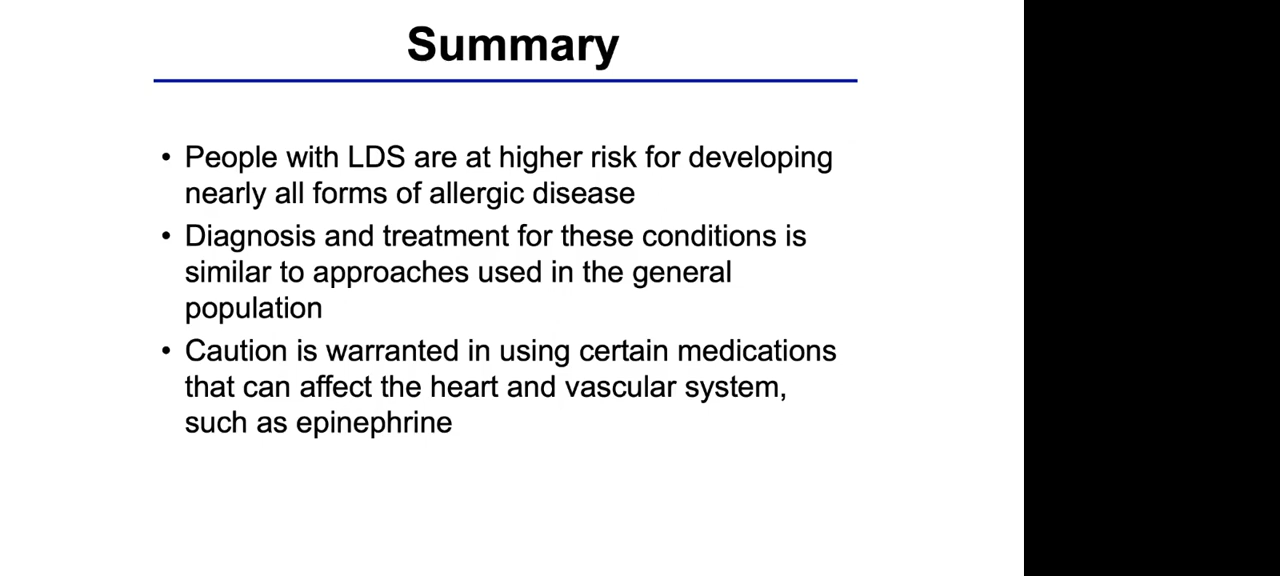 Summary
• People with LDS are at higher risk for developing
nearly all forms of allergic disease
• Diagnosis and treatment for these conditions is
similar to approaches used in the general
population
• Caution is warranted in using certain medications
that can affect the heart and vascular system,
such as epinephrine